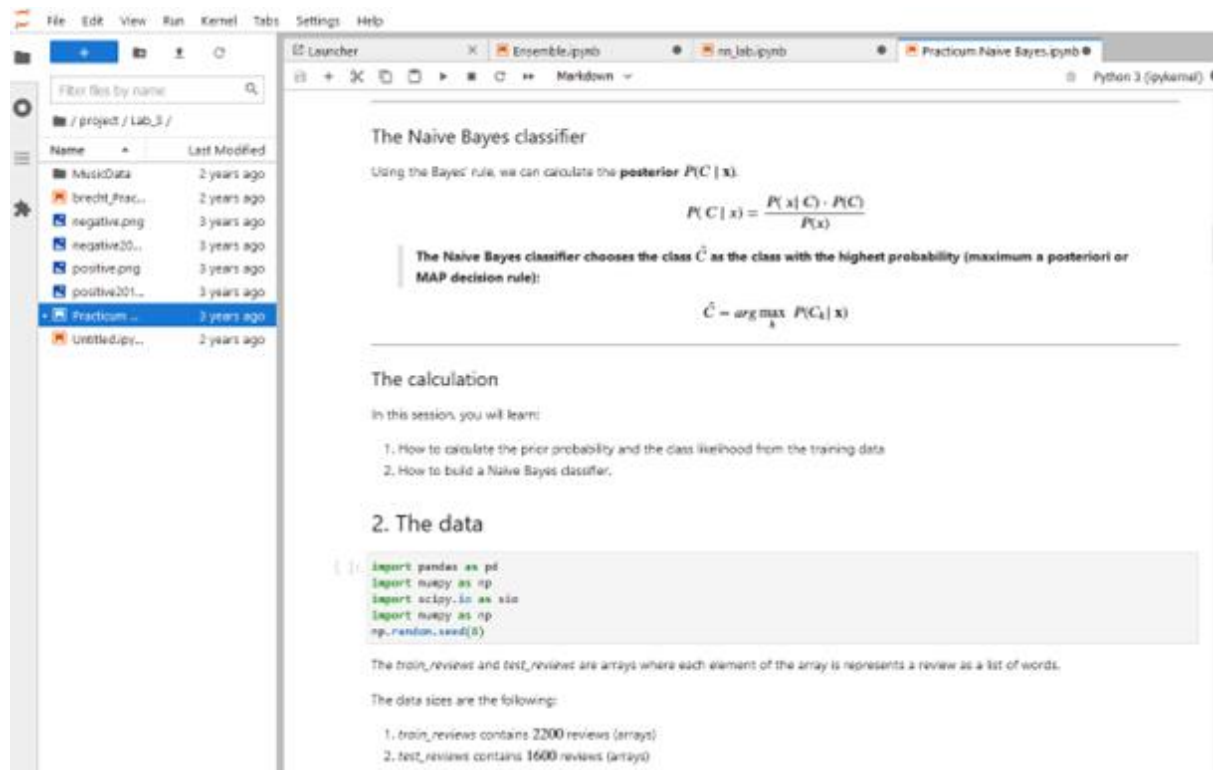 File Edit View Run Kernel Tabs Settings Help
Launcher × Ensemble.ipynb nn_lab.ipynb Practicum Naive Bayes.ipynb
Markdown Python 3 (ipykernel)
Filter files by name
/ project / Lab_3 /
Name Last Modified
MusicData 2 years ago
brecht_Prac... 2 years ago
negative.png 3 years ago
negative20... 3 years ago
positive.png 3 years ago
positive201... 3 years ago
Practicum ... 3 years ago
Untitled.ipy... 2 years ago
The Naive Bayes classifier
Using the Bayes' rule, we can calculate the posterior P(C | x).
P( C | x) = P( x| C) · P(C) / P(x)
The Naive Bayes classifier chooses the class Ĉ as the class with the highest probability (maximum a posteriori or
MAP decision rule):
Ĉ = arg max P(Cₖ| x)
k
The calculation
In this session, you will learn:
1. How to calculate the prior probability and the class likelihood from the training data
2. How to build a Naive Bayes classifier.
2. The data
[ ]: import pandas as pd
import numpy as np
import scipy.io as sio
import numpy as np
np.random.seed()
The train_reviews and test_reviews are arrays where each element of the array is represents a review as a list of words.
The data sizes are the following:
1. train_reviews contains 2200 reviews (arrays)
2. test_reviews contains 1600 reviews (arrays)